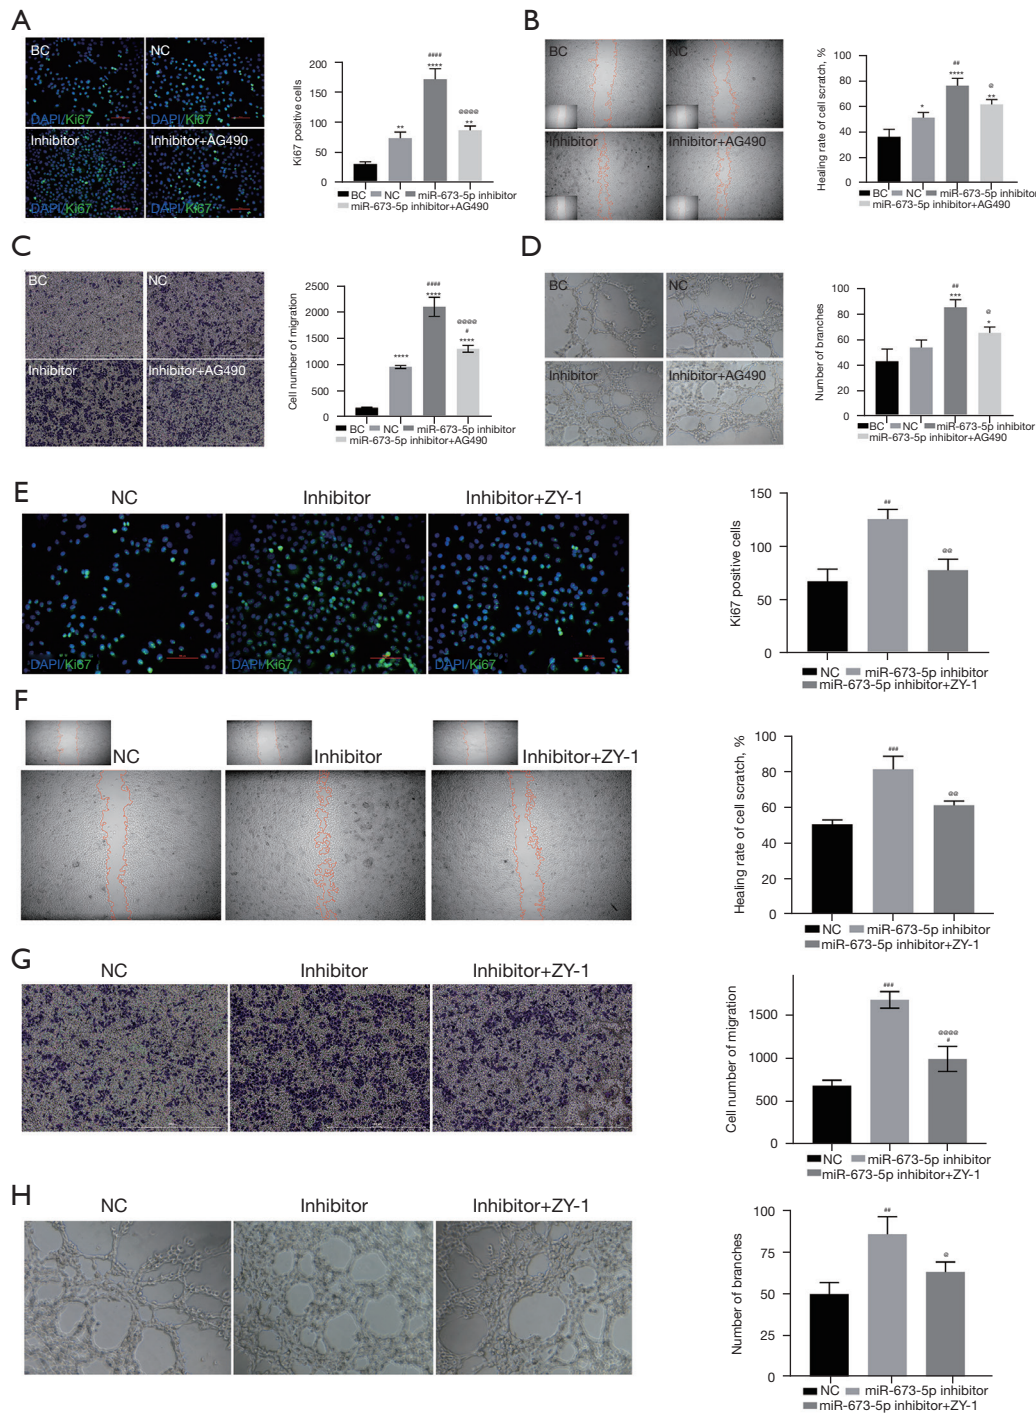 A
BC
NC
DAPI/Ki67
DAPI/Ki67
Inhibitor
Inhibitor+AG490
DAPI/Ki67
DAPI/Ki67
Ki67 positive cells
200
150
100
50
0
**
####
****
@@@@
**
BC NC miR-673-5p inhibitor
miR-673-5p inhibitor+AG490
B
BC
NC
Inhibitor
Inhibitor+AG490
Healing rate of cell scratch, %
100
80
60
40
20
0
*
##
****
@
**
BC NC miR-673-5p inhibitor
miR-673-5p inhibitor+AG490
C
BC
NC
Inhibitor
Inhibitor+AG490
Cell number of migration
2500
2000
1500
1000
500
0
****
####
****
@@@@
#
****
BC NC miR-673-5p inhibitor
miR-673-5p inhibitor+AG490
D
BC
NC
Inhibitor
Inhibitor+AG490
Number of branches
100
80
60
40
20
0
##
***
@
*
BC NC miR-673-5p inhibitor
miR-673-5p inhibitor+AG490
E
NC
Inhibitor
Inhibitor+ZY-1
DAPI/Ki67
DAPI/Ki67
DAPI/Ki67
Ki67 positive cells
150
100
50
0
##
@@
NC miR-673-5p inhibitor
miR-673-5p inhibitor+ZY-1
F
NC
Inhibitor
Inhibitor+ZY-1
Healing rate of cell scratch, %
100
80
60
40
20
0
###
@@
NC miR-673-5p inhibitor
miR-673-5p inhibitor+ZY-1
G
NC
Inhibitor
Inhibitor+ZY-1
Cell number of migration
1500
1000
500
0
###
@@@@
#
NC miR-673-5p inhibitor
miR-673-5p inhibitor+ZY-1
H
NC
Inhibitor
Inhibitor+ZY-1
Number of branches
100
75
50
25
0
##
@
NC miR-673-5p inhibitor
miR-673-5p inhibitor+ZY-1